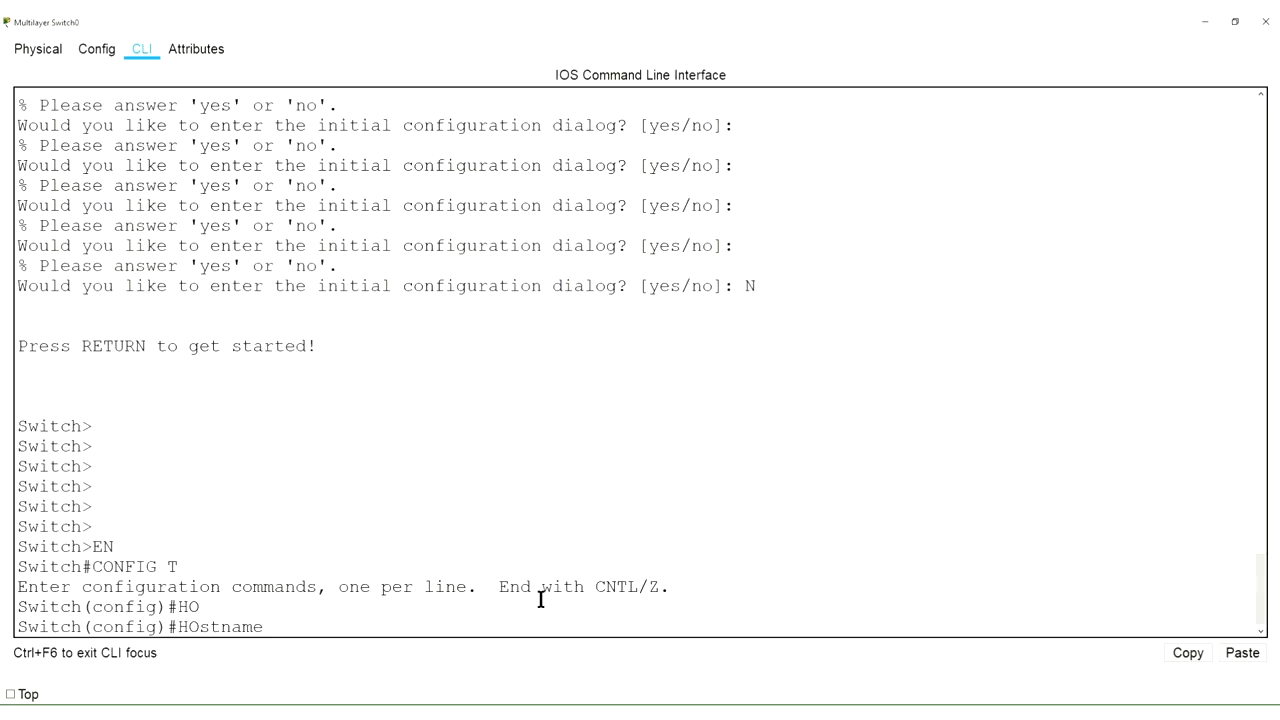 Multilayer Switch0
Physical Config CLI Attributes
IOS Command Line Interface
% Please answer 'yes' or 'no'.
Would you like to enter the initial configuration dialog? [yes/no]:
% Please answer 'yes' or 'no'.
Would you like to enter the initial configuration dialog? [yes/no]:
% Please answer 'yes' or 'no'.
Would you like to enter the initial configuration dialog? [yes/no]:
% Please answer 'yes' or 'no'.
Would you like to enter the initial configuration dialog? [yes/no]:
% Please answer 'yes' or 'no'.
Would you like to enter the initial configuration dialog? [yes/no]: N
Press RETURN to get started!
Switch>
Switch>
Switch>
Switch>
Switch>
Switch>
Switch>EN
Switch#CONFIG T
Enter configuration commands, one per line.  End with CNTL/Z.
Switch(config)#HO
Switch(config)#HOstname
Ctrl+F6 to exit CLI focus
Copy Paste
Top